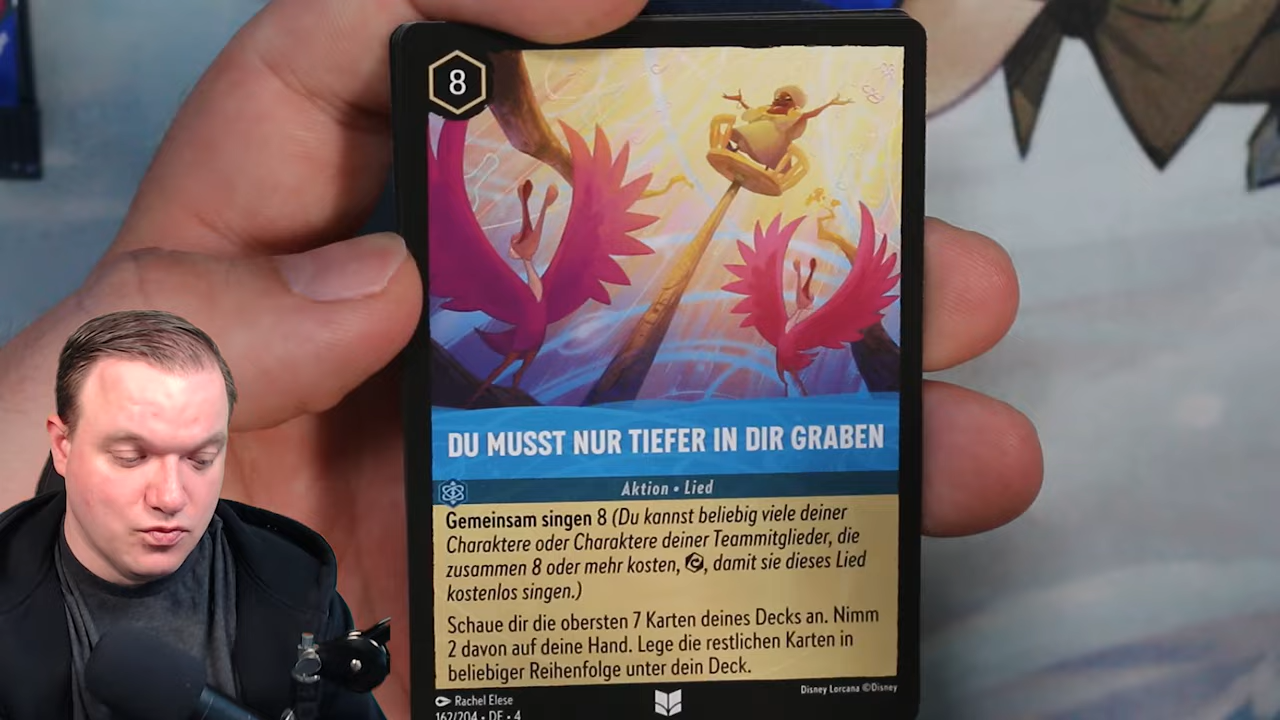 8
DU MUSST NUR TIEFER IN DIR GRABEN
Aktion • Lied
Gemeinsam singen 8 (Du kannst beliebig viele deiner
Charaktere oder Charaktere deiner Teammitglieder, die
zusammen 8 oder mehr kosten, , damit sie dieses Lied
kostenlos singen.)
Schaue dir die obersten 7 Karten deines Decks an. Nimm
2 davon auf deine Hand. Lege die restlichen Karten in
beliebiger Reihenfolge unter dein Deck.
Rachel Elese
Disney Lorcana ©Disney
162/204 • DE • 4